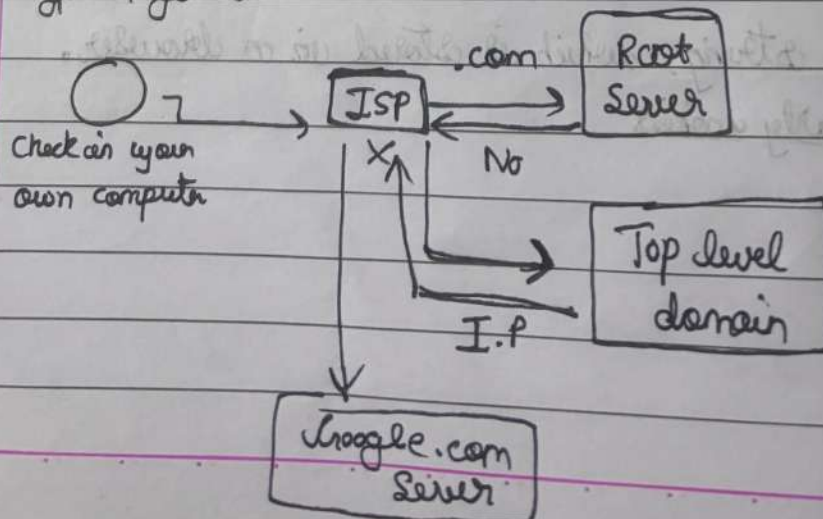 .com
Root
Server
ISP
X
No
Check in your
own computer
Top level
domain
I.P
Google.com
Server